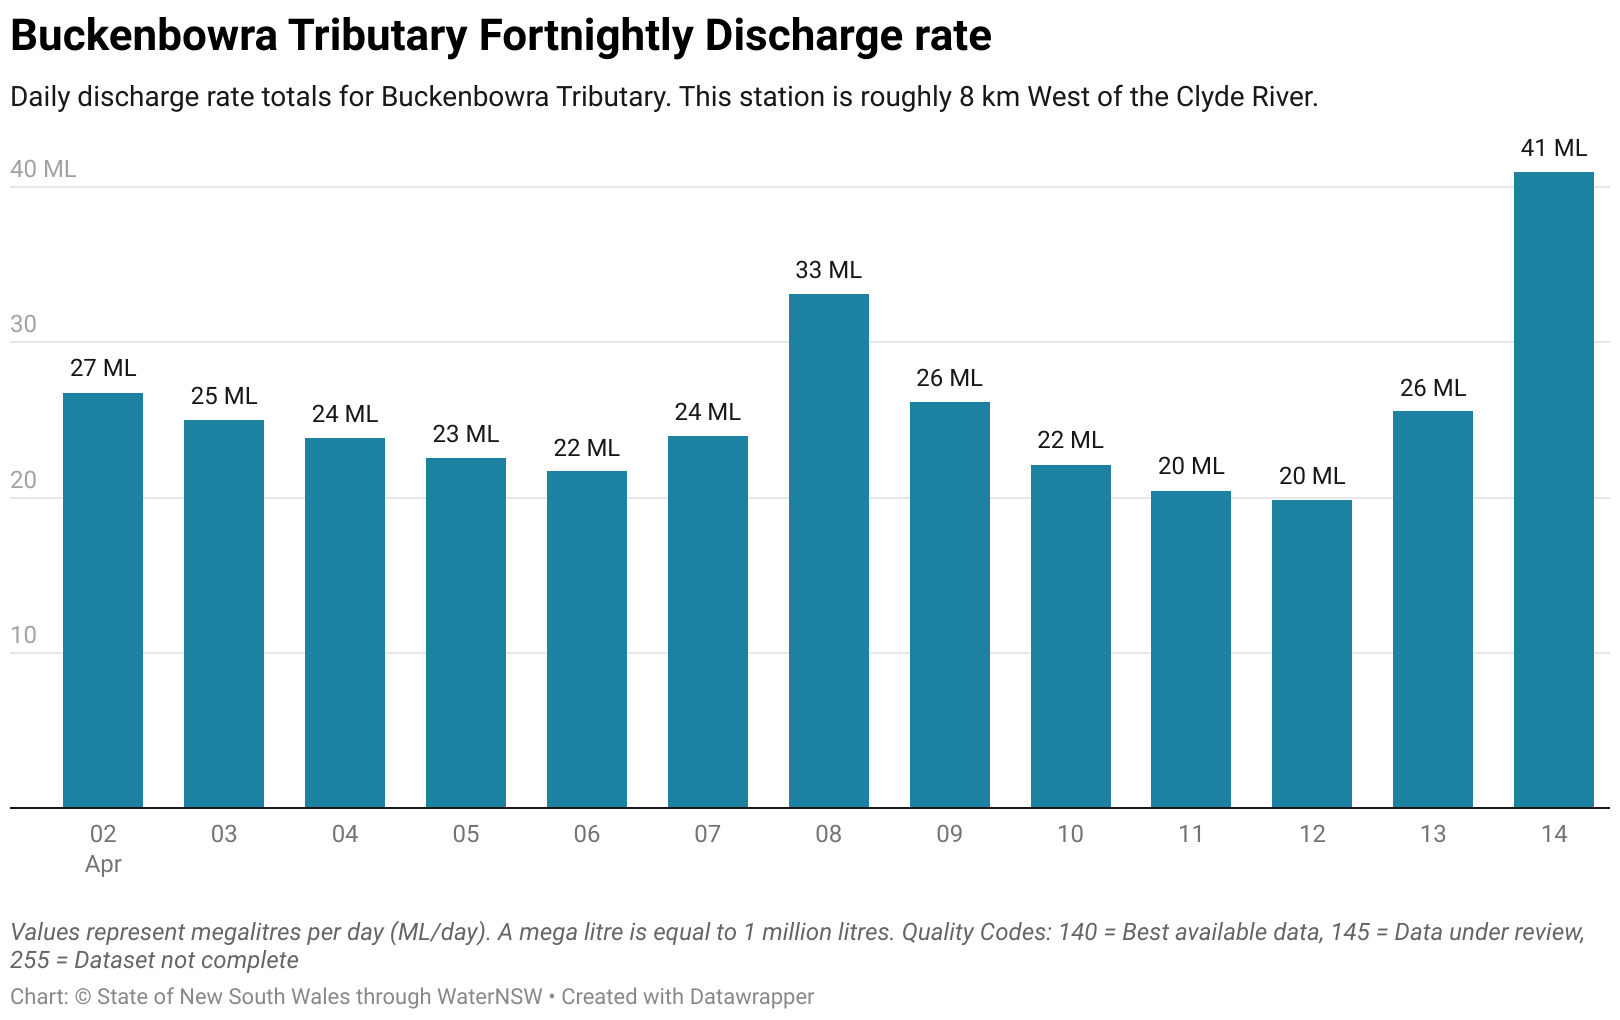 Buckenbowra Tributary Fortnightly Discharge rate
Daily discharge rate totals for Buckenbowra Tributary. This station is roughly 8 km West of the Clyde River.
41 ML
40 ML
33 ML
30
27 ML
25 ML
24 ML
23 ML
22 ML
24 ML
26 ML
22 ML
20 ML
20 ML
26 ML
20
10
02 03 04 05 06 07 08 09 10 11 12 13 14
Apr
Values represent megalitres per day (ML/day). A mega litre is equal to 1 million litres. Quality Codes: 140 = Best available data, 145 = Data under review,
255 = Dataset not complete
Chart: © State of New South Wales through WaterNSW • Created with Datawrapper